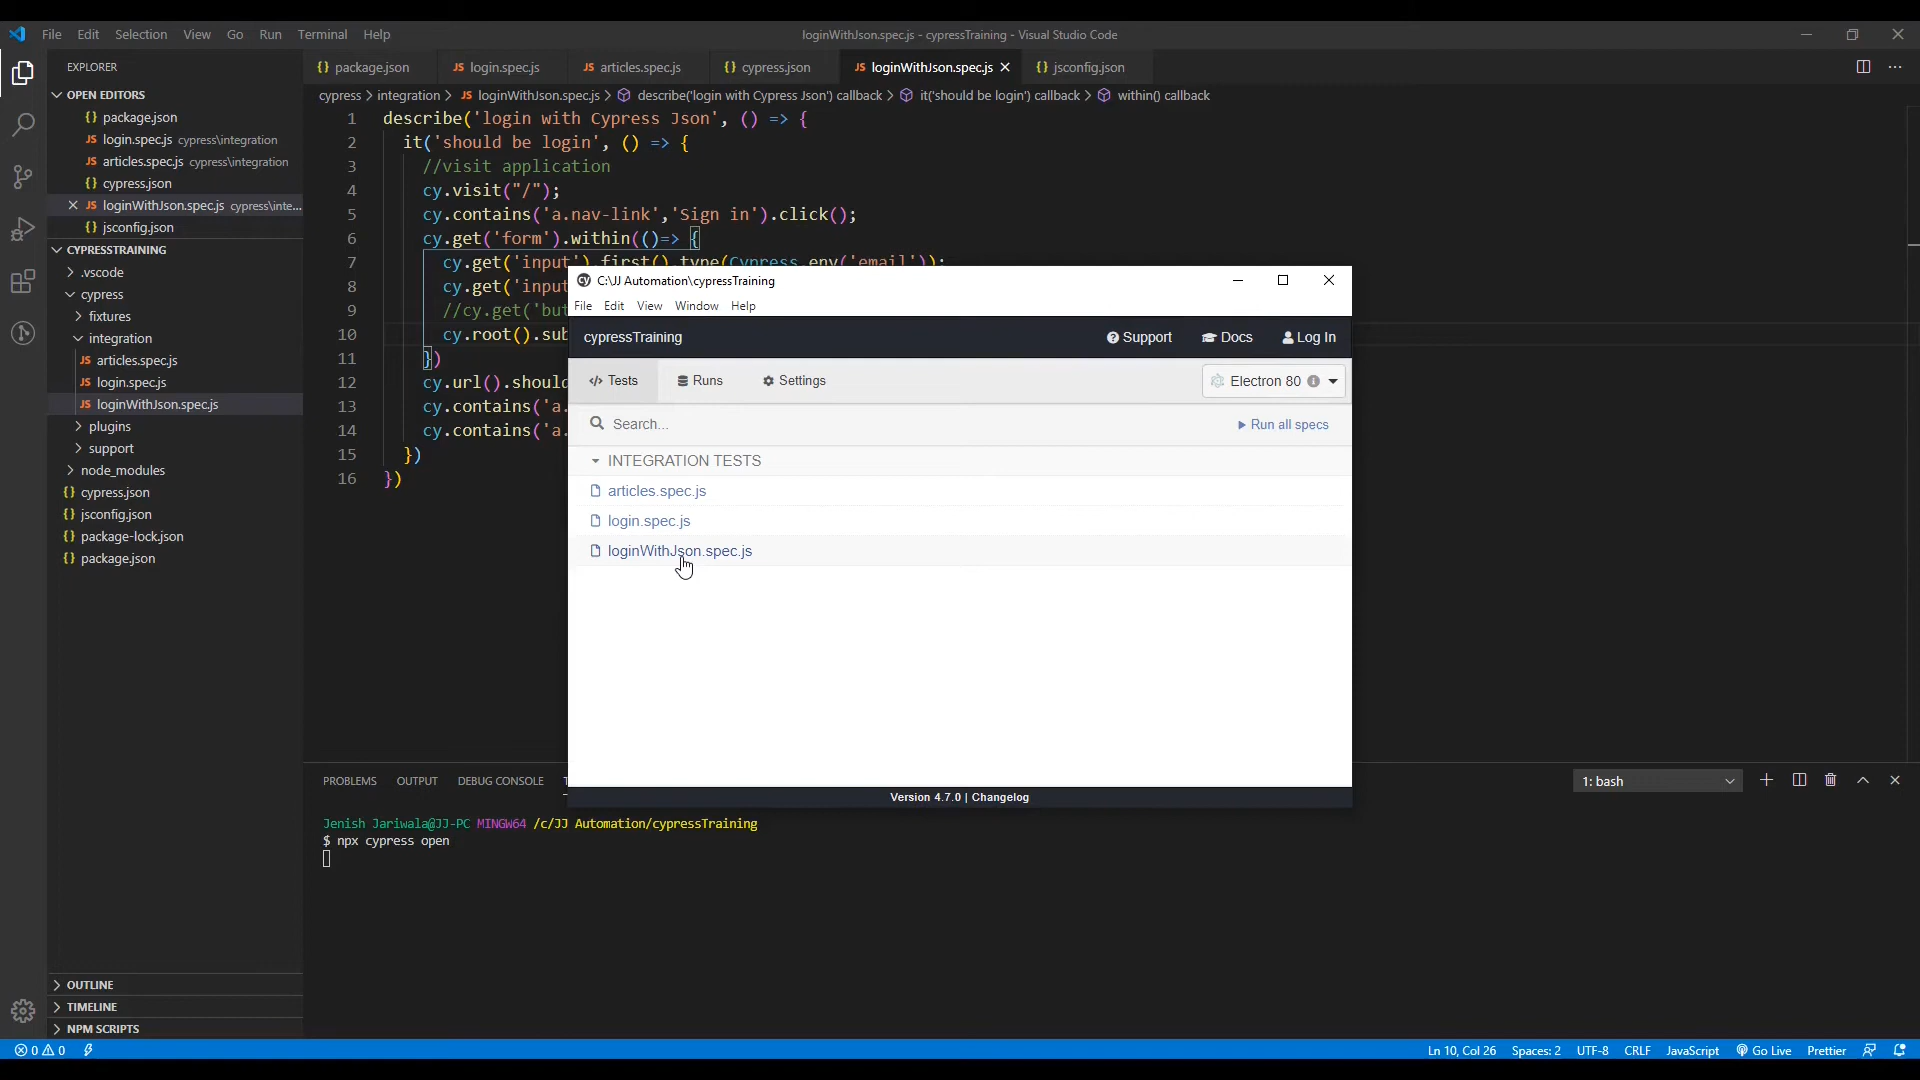 File Edit Selection View Go Run Terminal Help
loginWithJson.spec.js - cypressTraining - Visual Studio Code
EXPLORER
OPEN EDITORS
package.json
login.spec.js cypress\integration
articles.spec.js cypress\integration
cypress.json
loginWithJson.spec.js cypress\inte...
jsconfig.json
CYPRESSTRAINING
.vscode
cypress
fixtures
integration
JS articles.spec.js
JS login.spec.js
JS loginWithJson.spec.js
plugins
support
node_modules
{} cypress.json
{} jsconfig.json
{} package-lock.json
{} package.json
OUTLINE
TIMELINE
NPM SCRIPTS
{} package.json JS login.spec.js JS articles.spec.js {} cypress.json JS loginWithJson.spec.js {} jsconfig.json
cypress > integration > JS loginWithJson.spec.js > describe('login with Cypress Json') callback > it('should be login') callback > within() callback
1 describe('login with Cypress Json', () => {
2 it('should be login', () => {
3 //visit application
4 cy.visit("/");
5 cy.contains('a.nav-link','Sign in').click();
6 cy.get('form').within(()=> {
7 cy.get('input').first().type(Cypress.env('email'));
8 cy.get('input
9 //cy.get('but
10 cy.root().sub
11 })
12 cy.url().should
13 cy.contains('a.
14 cy.contains('a.
15 })
16 })
C:\JJ Automation\cypressTraining
File Edit View Window Help
cypressTraining Support Docs Log In
Tests Runs Settings Electron 80
Search... Run all specs
INTEGRATION TESTS
articles.spec.js
login.spec.js
loginWithJson.spec.js
Version 4.7.0 | Changelog
PROBLEMS OUTPUT DEBUG CONSOLE 1: bash
Jenish Jariwala@JJ-PC MINGW64 /c/JJ Automation/cypressTraining
$ npx cypress open
0 0 Ln 10, Col 26 Spaces: 2 UTF-8 CRLF JavaScript Go Live Prettier